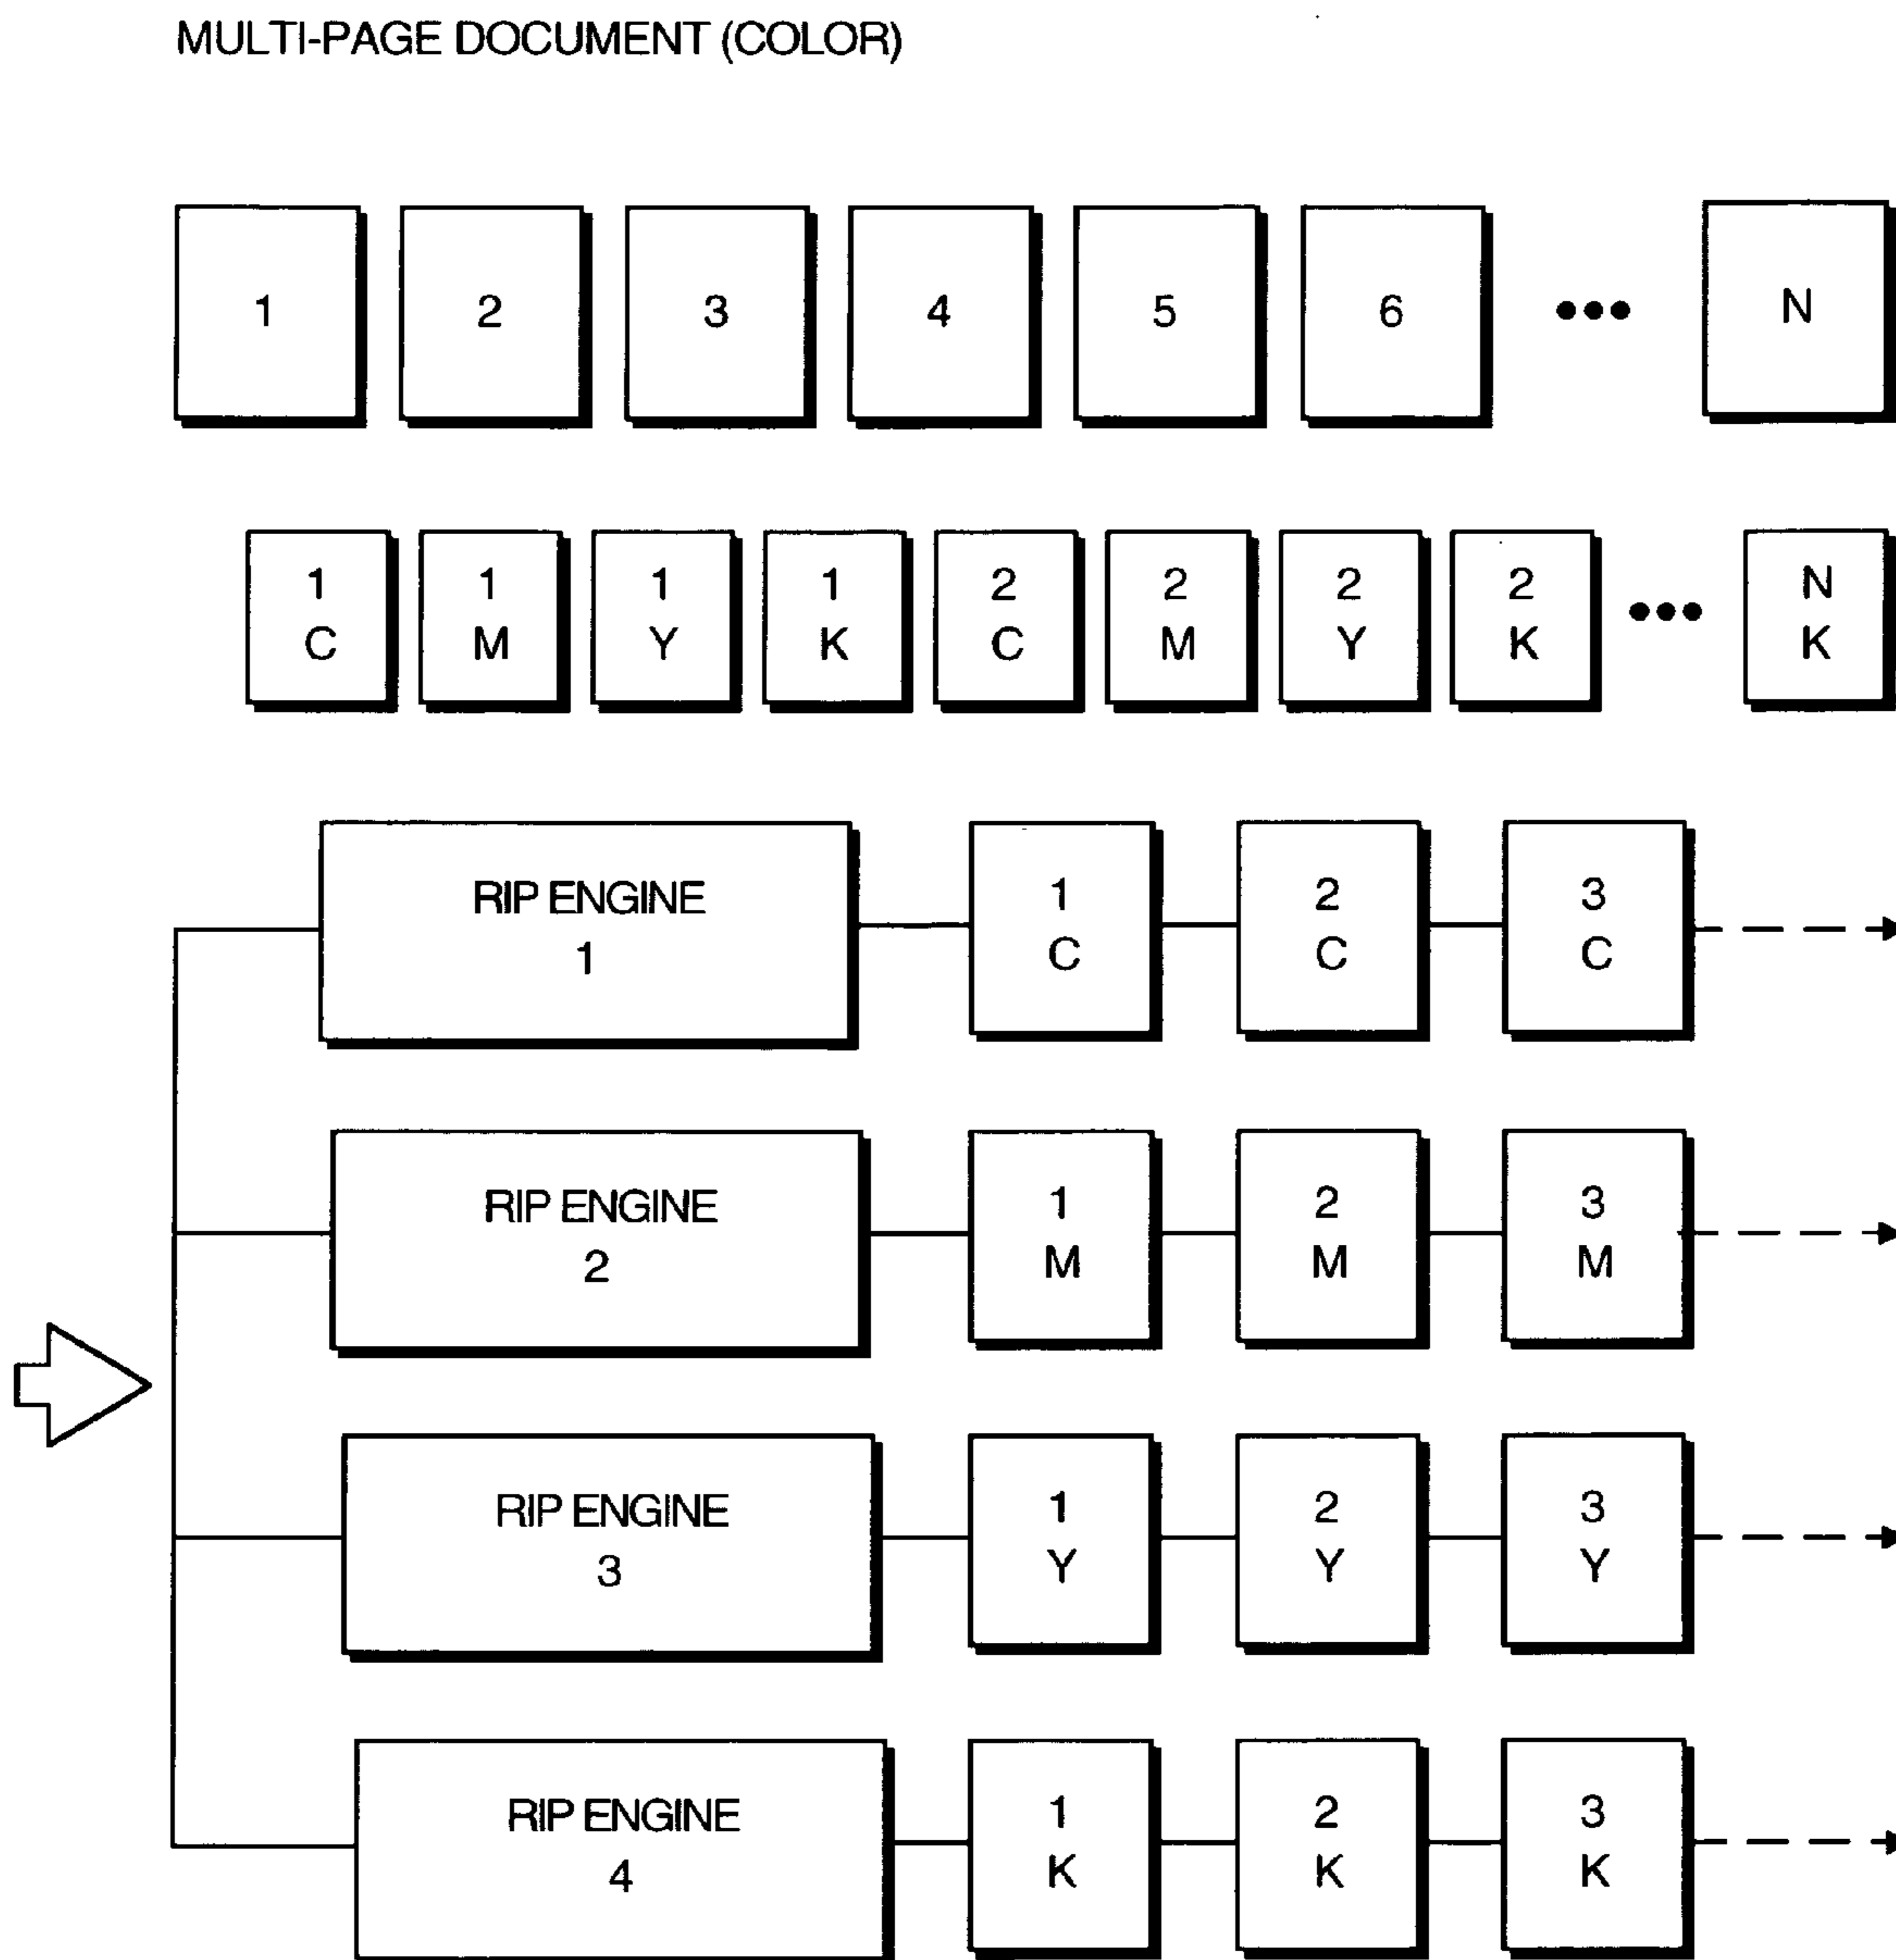 MULTI-PAGE DOCUMENT (COLOR)
1 2 3 4 5 6 ••• N
1 1 1 1 2 2 2 2 ••• N
C M Y K C M Y K K
RIP ENGINE 1 2 3
1 C C C
RIP ENGINE 1 2 3
2 M M M
RIP ENGINE 1 2 3
3 Y Y Y
RIP ENGINE 1 2 3
4 K K K